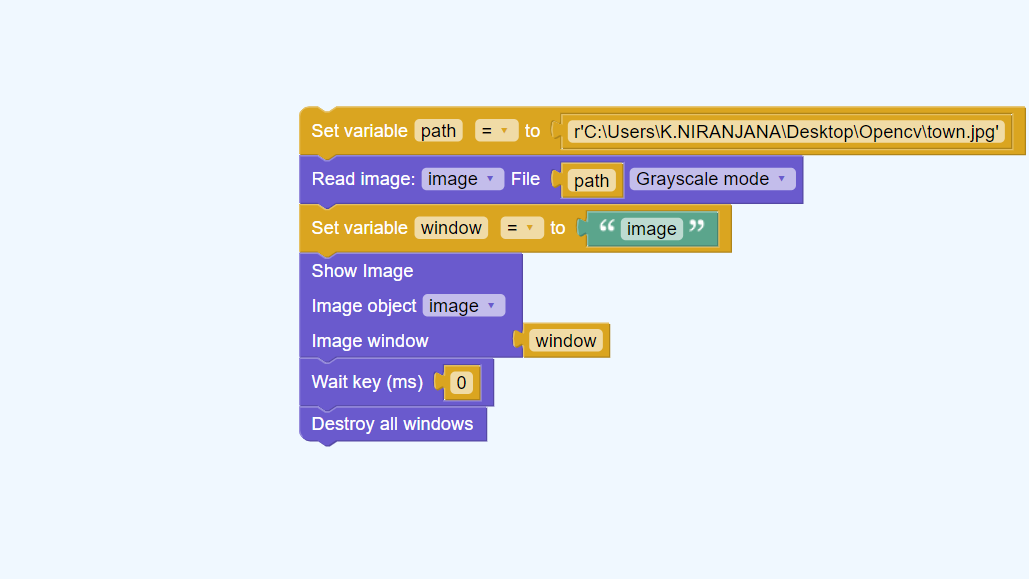 Set variable path = to r'C:\Users\K.NIRANJANA\Desktop\Opencv\town.jpg'
Read image: image File path Grayscale mode
Set variable window = to “ image ”
Show Image
Image object image
Image window window
Wait key (ms) 0
Destroy all windows